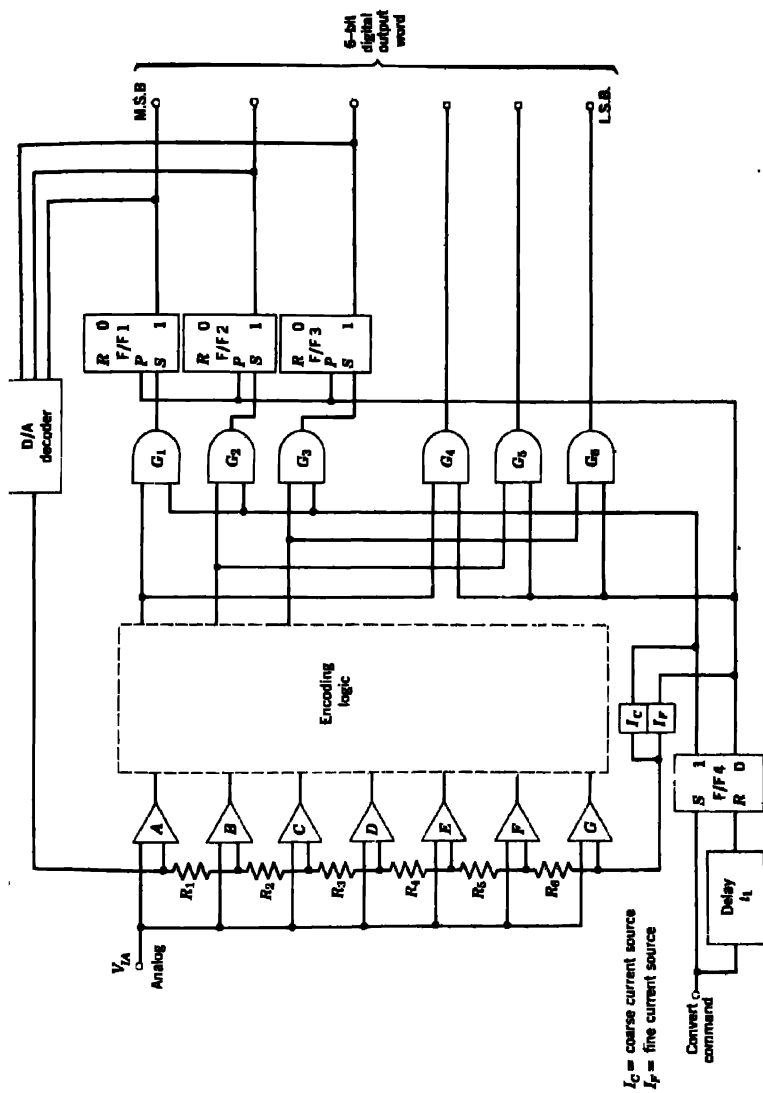 D/A
decoder
6-bit
digital
output
word
M.S.B
L.S.B.
R 0
F/F 1
P
S 1
R 0
F/F 2
P
S 1
R 0
F/F 3
P
S 1
G1
G2
G3
G4
G5
G6
Encoding
logic
A
B
C
D
E
F
G
R1
R2
R3
R4
R5
R6
VIA
Analog
IC
IF
S 1
F/F 4
R 0
Delay
Convert
command
IC = coarse current source
IF = fine current source